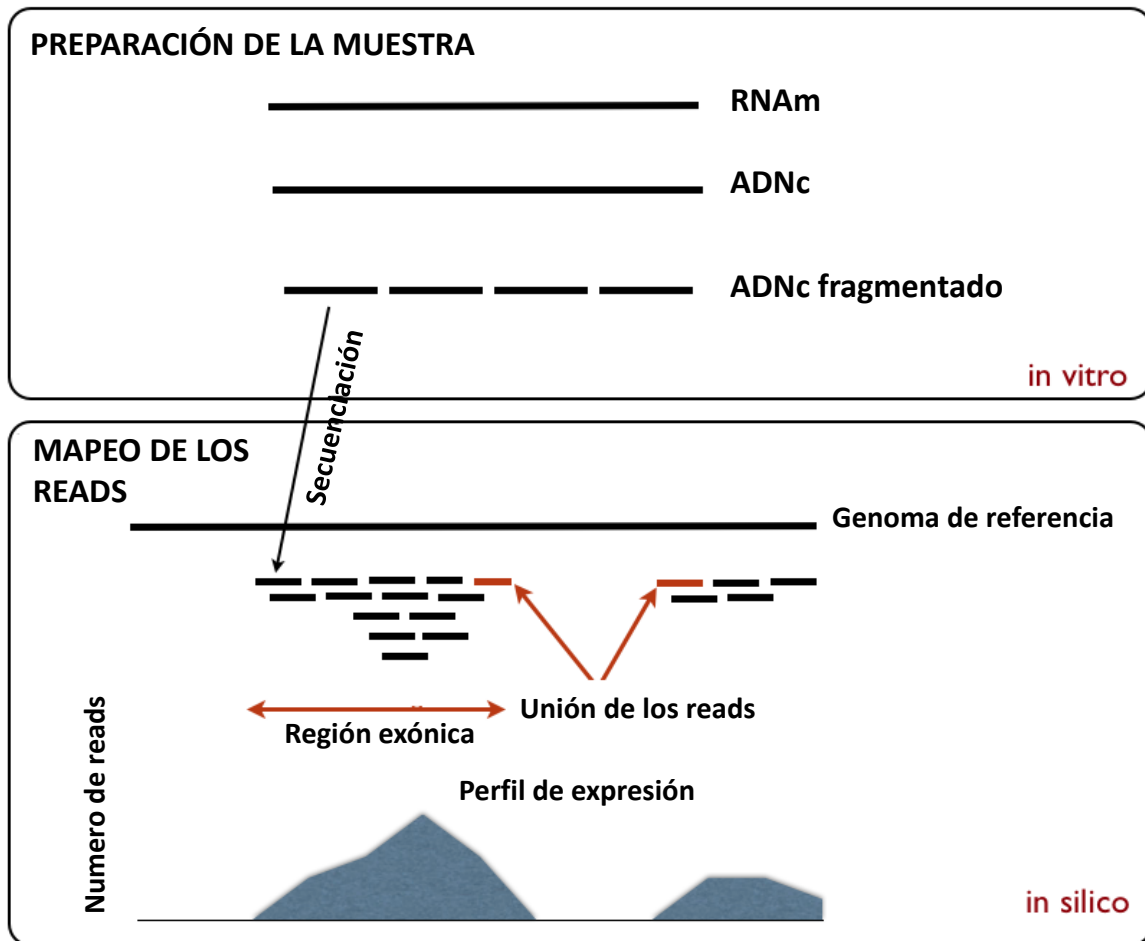 PREPARACIÓN DE LA MUESTRA
RNAm
ADNc
ADNc fragmentado
in vitro
Secuenclación
MAPEO DE LOS
READS
Genoma de referencia
Unión de los reads
Región exónica
Numero de reads
Perfil de expresión
in silico